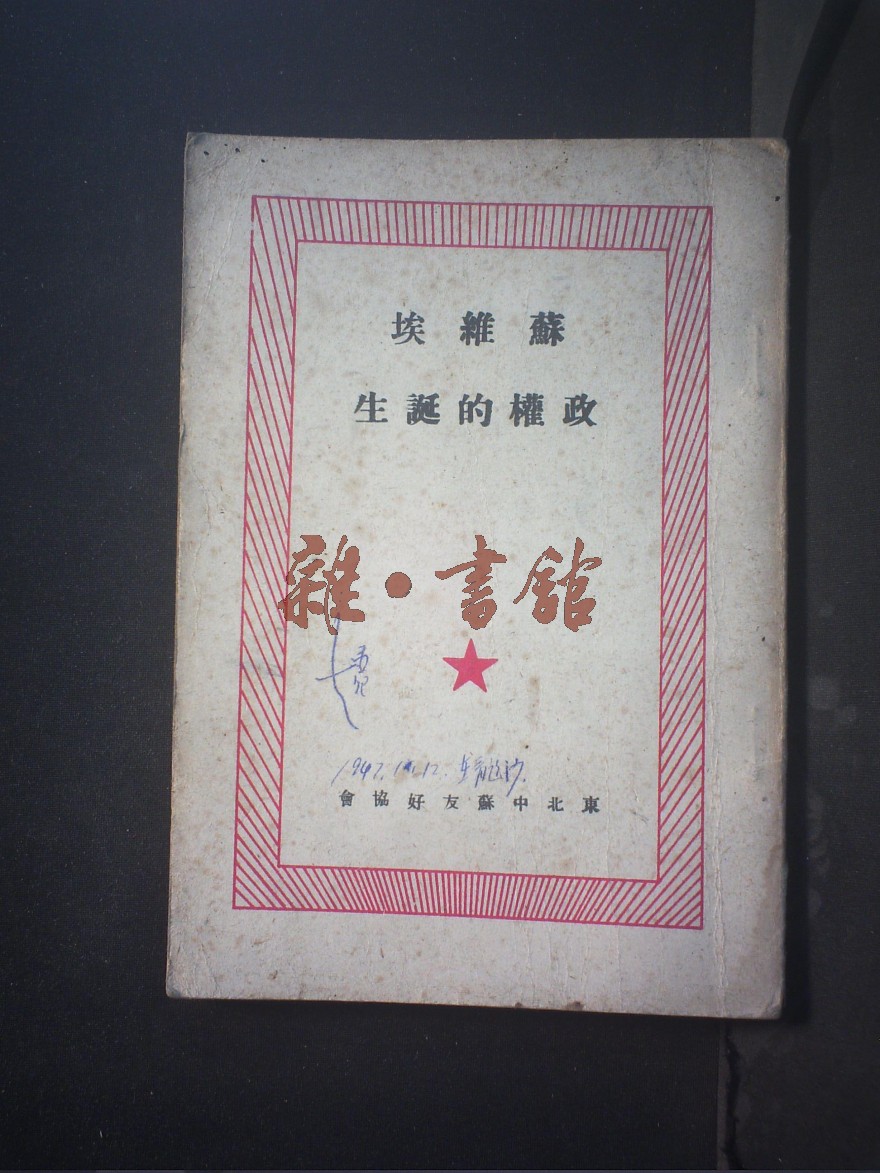 蘇維埃
政權的誕生
雜·書館
1947.10.12.
東北中蘇友好協會